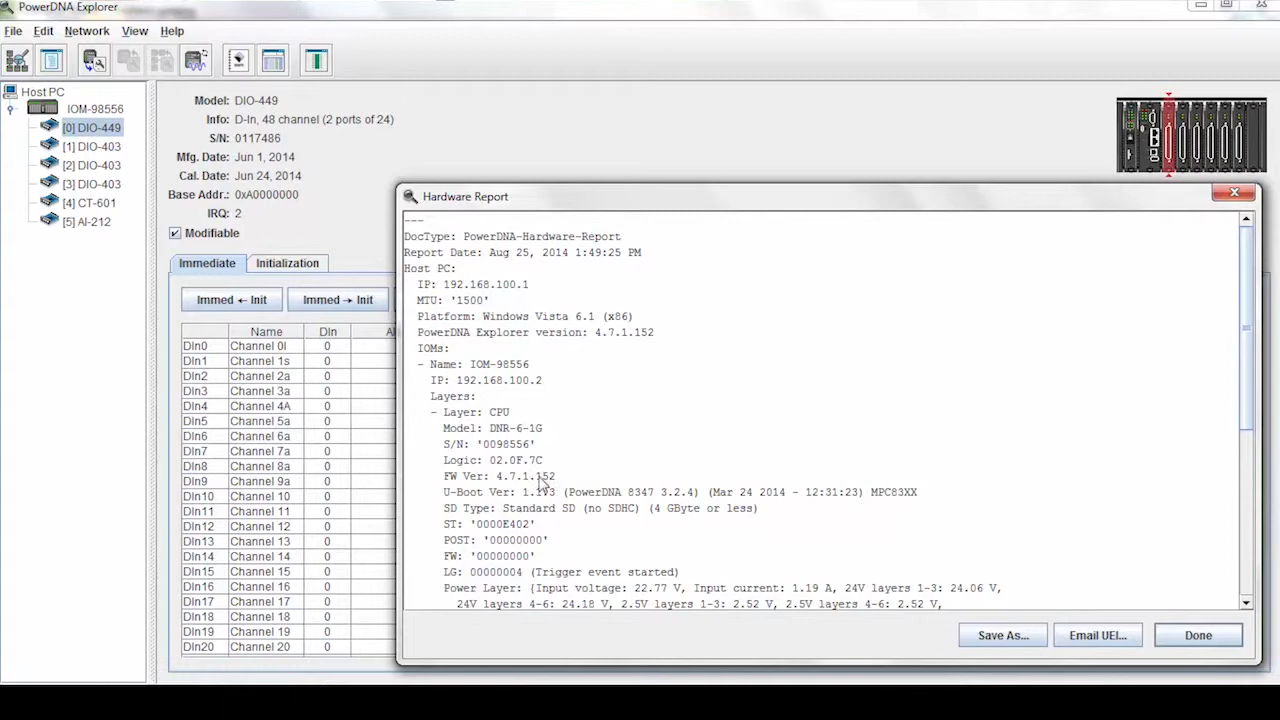 PowerDNA Explorer
File Edit Network View Help
Host PC
IOM-98556
[0] DIO-449
[1] DIO-403
[2] DIO-403
[3] DIO-403
[4] CT-601
[5] AI-212
Model: DIO-449
Info: D-In, 48 channel (2 ports of 24)
S/N: 0117486
Mfg. Date: Jun 1, 2014
Cal. Date: Jun 24, 2014
Base Addr.: 0xA0000000
IRQ: 2
Modifiable
Immediate Initialization
Immed ← Init Immed → Init
Name DIn
DIn0 Channel 0l 0
DIn1 Channel 1s 0
DIn2 Channel 2a 0
DIn3 Channel 3a 0
DIn4 Channel 4A 0
DIn5 Channel 5a 0
DIn6 Channel 6a 0
DIn7 Channel 7a 0
DIn8 Channel 8a 0
DIn9 Channel 9a 0
DIn10 Channel 10 0
DIn11 Channel 11 0
DIn12 Channel 12 0
DIn13 Channel 13 0
DIn14 Channel 14 0
DIn15 Channel 15 0
DIn16 Channel 16 0
DIn17 Channel 17 0
DIn18 Channel 18 0
DIn19 Channel 19 0
DIn20 Channel 20 0
Hardware Report
---
DocType: PowerDNA-Hardware-Report
Report Date: Aug 25, 2014 1:49:25 PM
Host PC:
IP: 192.168.100.1
MTU: '1500'
Platform: Windows Vista 6.1 (x86)
PowerDNA Explorer version: 4.7.1.152
IOMs:
- Name: IOM-98556
IP: 192.168.100.2
Layers:
- Layer: CPU
Model: DNR-6-1G
S/N: '0098556'
Logic: 02.0F.7C
FW Ver: 4.7.1.152
U-Boot Ver: 1.193 (PowerDNA 8347 3.2.4) (Mar 24 2014 - 12:31:23) MPC83XX
SD Type: Standard SD (no SDHC) (4 GByte or less)
ST: '0000E402'
POST: '00000000'
FW: '00000000'
LG: 00000004 (Trigger event started)
Power Layer: {Input voltage: 22.77 V, Input current: 1.19 A, 24V layers 1-3: 24.06 V,
24V layers 4-6: 24.18 V, 2.5V layers 1-3: 2.52 V, 2.5V layers 4-6: 2.52 V,
Save As... Email UEI... Done